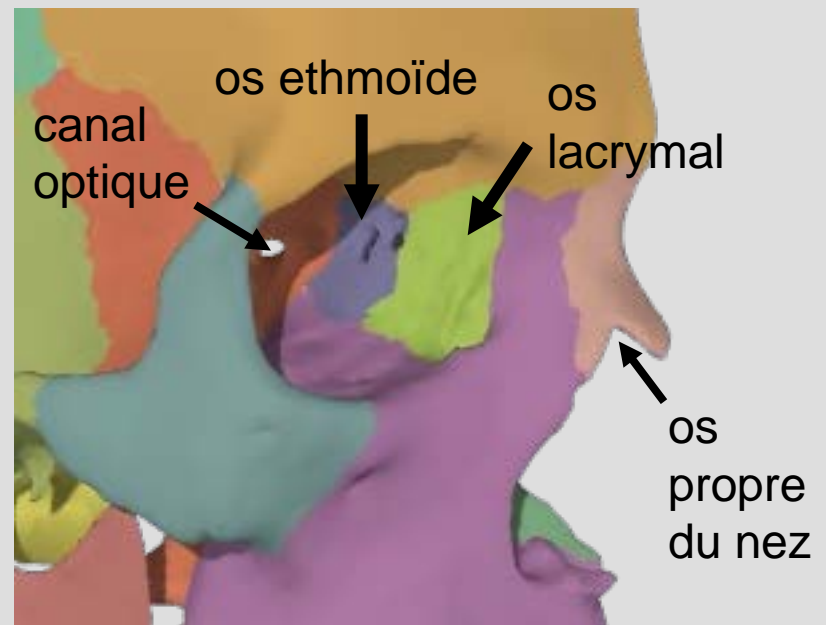 os ethmoïde
os
lacrymal
canal
optique
os
propre
du nez